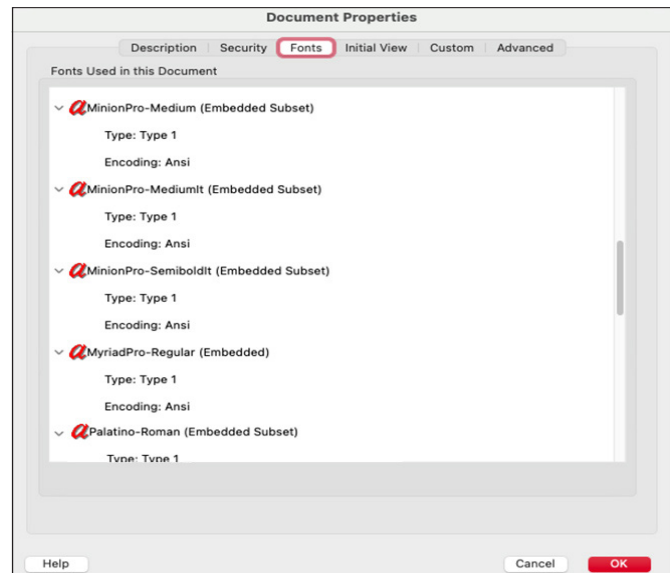 Document Properties
Description Security Fonts Initial View Custom Advanced
Fonts Used in this Document
MinionPro-Medium (Embedded Subset)
Type: Type 1
Encoding: Ansi
MinionPro-MediumIt (Embedded Subset)
Type: Type 1
Encoding: Ansi
MinionPro-SemiboldIt (Embedded Subset)
Type: Type 1
Encoding: Ansi
MyriadPro-Regular (Embedded)
Type: Type 1
Encoding: Ansi
Palatino-Roman (Embedded Subset)
Type: Type 1
Help Cancel OK